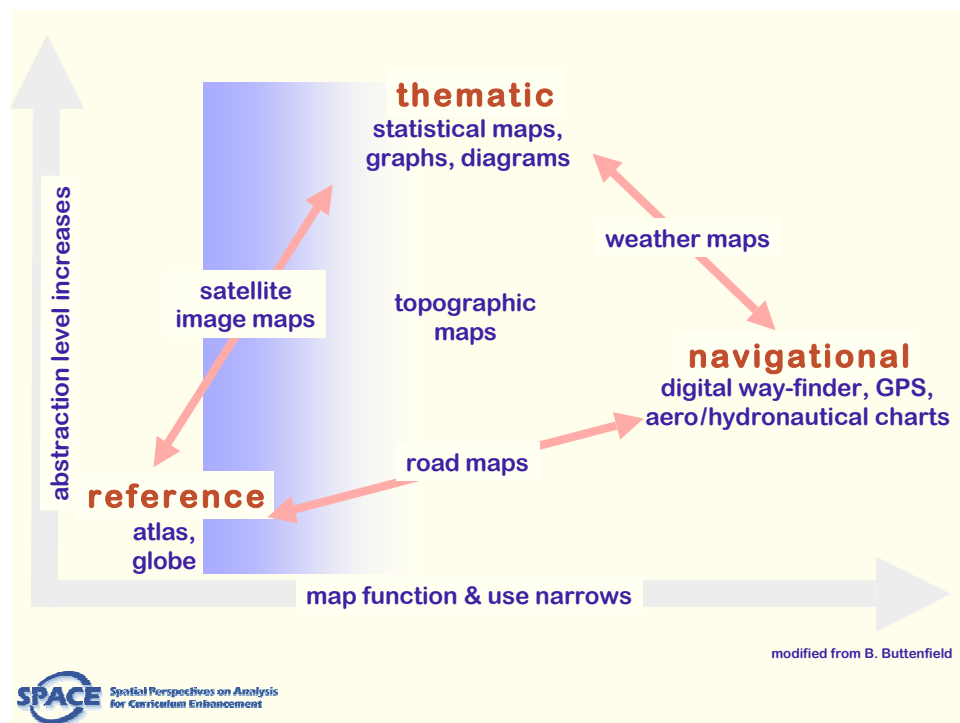 thematic
statistical maps,
graphs, diagrams
abstraction level increases
weather maps
satellite
image maps
topographic
maps
navigational
digital way-finder, GPS,
aero/hydronautical charts
road maps
reference
atlas,
globe
map function & use narrows
modified from B. Buttenfield
SPACE
Spatial Perspectives on Analysis
for Curriculum Enhancement